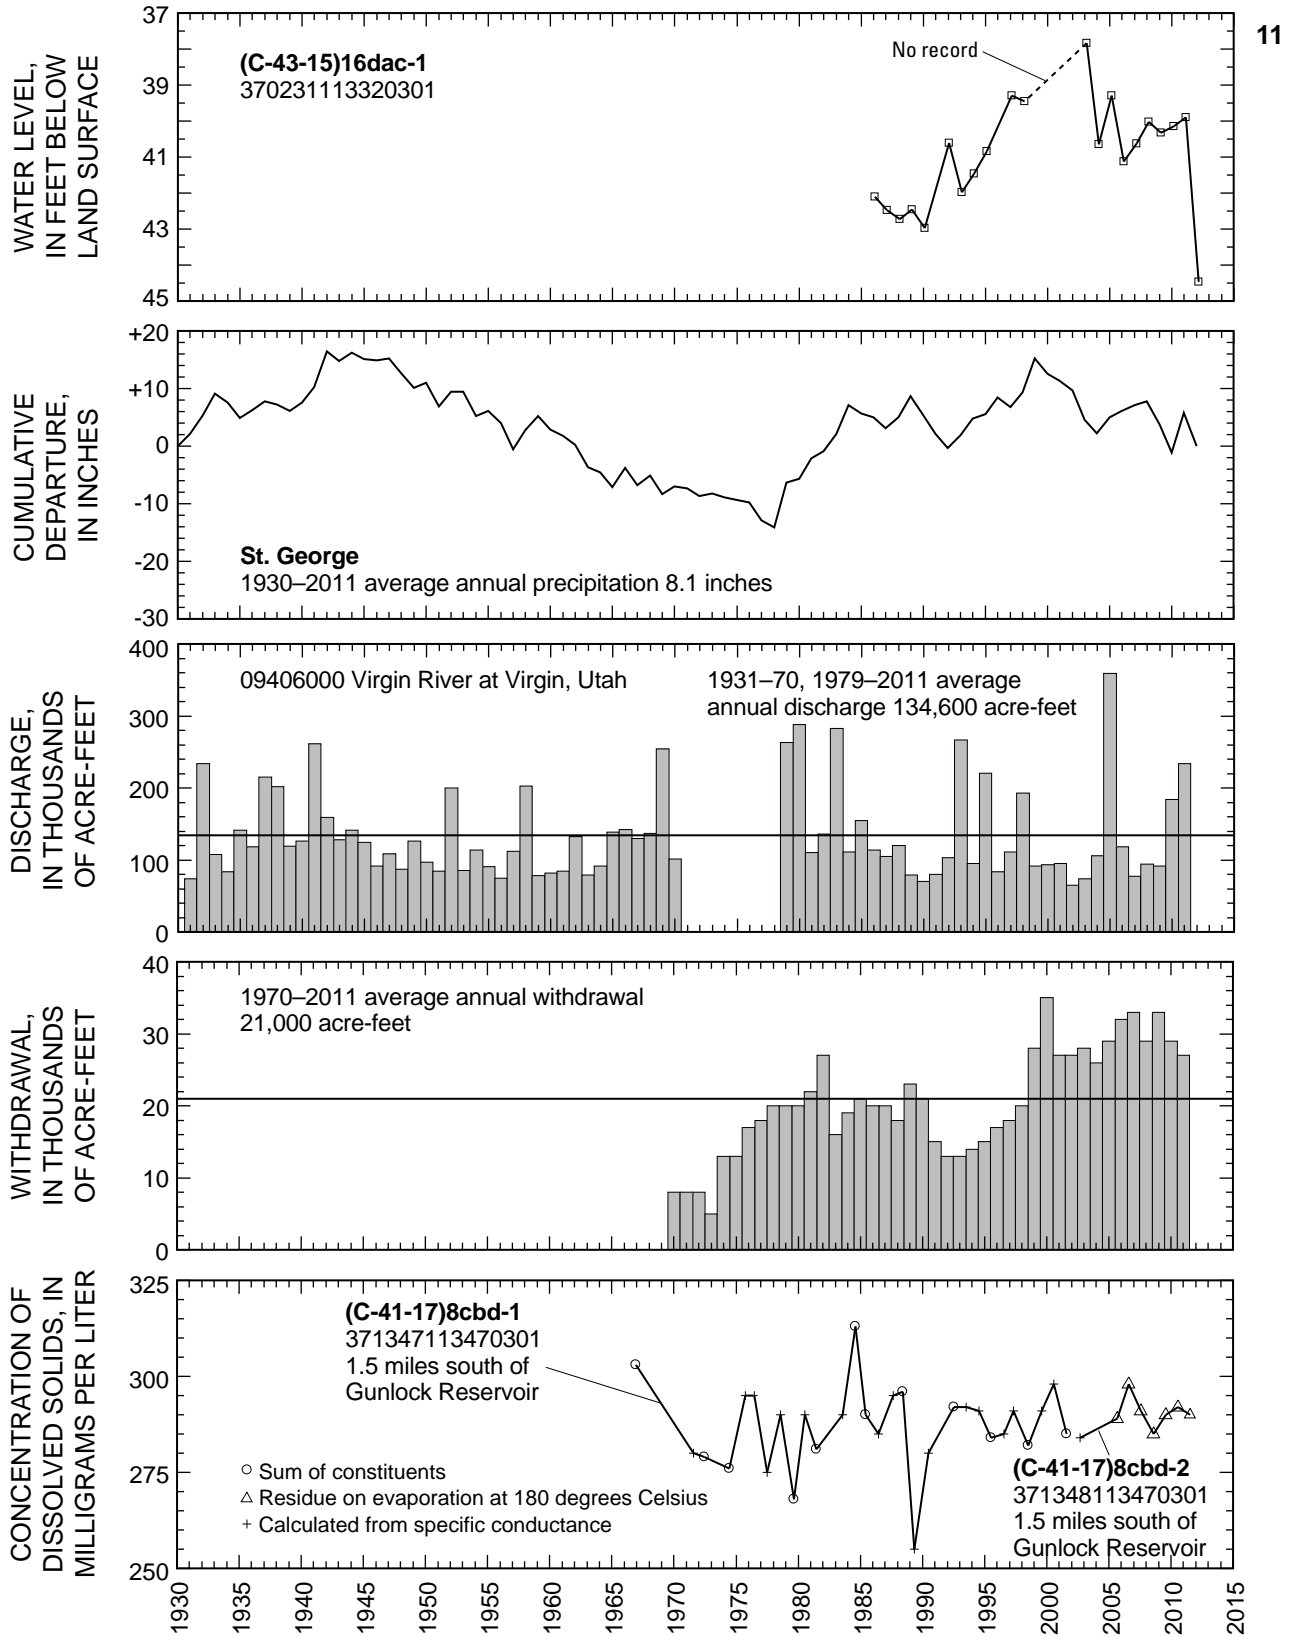 11
WATER LEVEL,
IN FEET BELOW
LAND SURFACE
37
39
41
43
45
(C-43-15)16dac-1
370231113320301
No record
CUMULATIVE
DEPARTURE,
IN INCHES
+20
+10
0
-10
-20
-30
St. George
1930–2011 average annual precipitation 8.1 inches
DISCHARGE,
IN THOUSANDS
OF ACRE-FEET
400
300
200
100
0
09406000 Virgin River at Virgin, Utah
1931–70, 1979–2011 average
annual discharge 134,600 acre-feet
WITHDRAWAL,
IN THOUSANDS
OF ACRE-FEET
40
30
20
10
0
1970–2011 average annual withdrawal
21,000 acre-feet
CONCENTRATION OF
DISSOLVED SOLIDS, IN
MILLIGRAMS PER LITER
325
300
275
250
(C-41-17)8cbd-1
371347113470301
1.5 miles south of
Gunlock Reservoir
Sum of constituents
Residue on evaporation at 180 degrees Celsius
Calculated from specific conductance
(C-41-17)8cbd-2
371348113470301
1.5 miles south of
Gunlock Reservoir
1930
1935
1940
1945
1950
1955
1960
1965
1970
1975
1980
1985
1990
1995
2000
2005
2010
2015